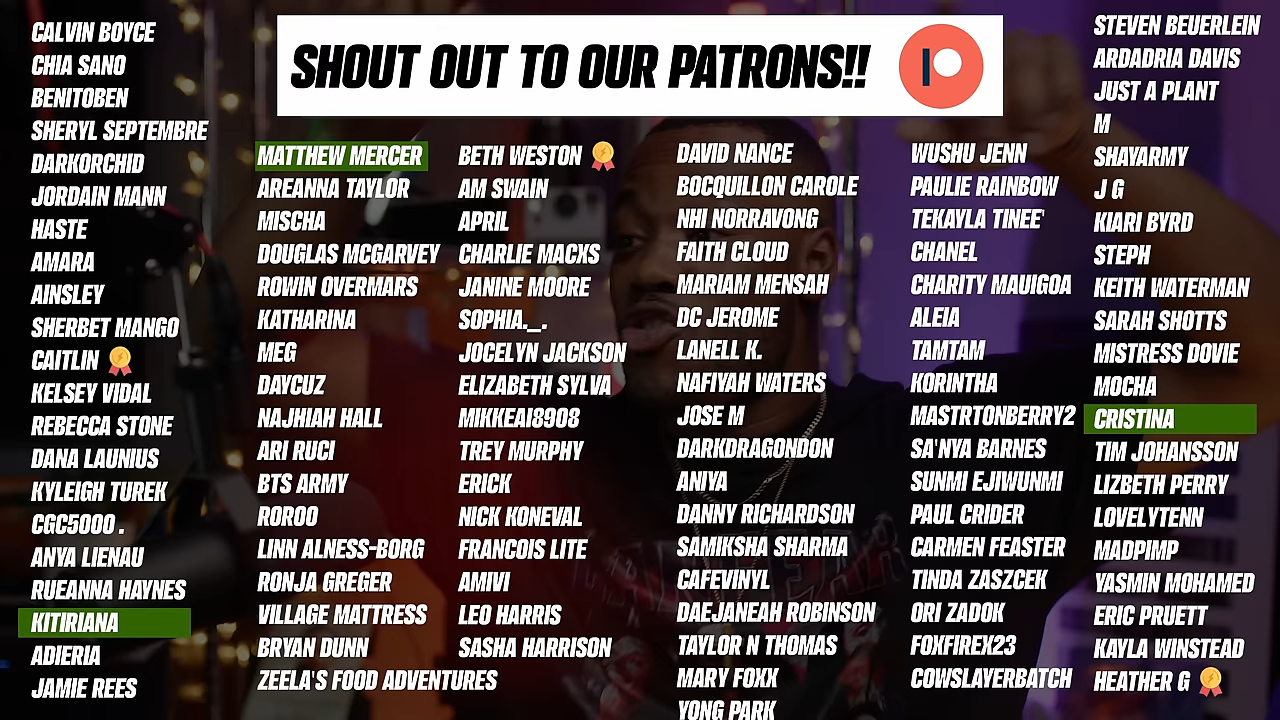 SHOUT OUT TO OUR PATRONS!!
CALVIN BOYCE
CHIA SANO
BENITOBEN
SHERYL SEPTEMBRE
DARKORCHID
JORDAIN MANN
HASTE
AMARA
AINSLEY
SHERBET MANGO
CAITLIN
KELSEY VIDAL
REBECCA STONE
DANA LAUNIUS
KYLEIGH TUREK
CGC5000 .
ANYA LIENAU
RUEANNA HAYNES
KITIRIANA
ADIERIA
JAMIE REES
MATTHEW MERCER
AREANNA TAYLOR
MISCHA
DOUGLAS MCGARVEY
ROWIN OVERMARS
KATHARINA
MEG
DAYCUZ
NAJHIAH HALL
ARI RUCI
BTS ARMY
ROROO
LINN ALNESS-BORG
RONJA GREGER
VILLAGE MATTRESS
BRYAN DUNN
ZEELA'S FOOD ADVENTURES
BETH WESTON
AM SWAIN
APRIL
CHARLIE MACXS
JANINE MOORE
SOPHIA._.
JOCELYN JACKSON
ELIZABETH SYLVA
MIKKEAI8908
TREY MURPHY
ERICK
NICK KONEVAL
FRANCOIS LITE
AMIVI
LEO HARRIS
SASHA HARRISON
DAVID NANCE
BOCQUILLON CAROLE
NHI NORRAVONG
FAITH CLOUD
MARIAM MENSAH
DC JEROME
LANELL K.
NAFIYAH WATERS
JOSE M
DARKDRAGONDON
ANIYA
DANNY RICHARDSON
SAMIKSHA SHARMA
CAFEVINYL
DAEJANEAH ROBINSON
TAYLOR N THOMAS
MARY FOXX
YONG PARK
WUSHU JENN
PAULIE RAINBOW
TEKAYLA TINEE'
CHANEL
CHARITY MAUIGOA
ALEIA
TAMTAM
KORINTHA
MASTRTONBERRY2
SA'NYA BARNES
SUNMI EJIWUNMI
PAUL CRIDER
CARMEN FEASTER
TINDA ZASZCEK
ORI ZADOK
FOXFIREX23
COWSLAYERBATCH
STEVEN BEUERLEIN
ARDADRIA DAVIS
JUST A PLANT
M
SHAYARMY
J G
KIARI BYRD
STEPH
KEITH WATERMAN
SARAH SHOTTS
MISTRESS DOVIE
MOCHA
CRISTINA
TIM JOHANSSON
LIZBETH PERRY
LOVELYTENN
MADPIMP
YASMIN MOHAMED
ERIC PRUETT
KAYLA WINSTEAD
HEATHER G